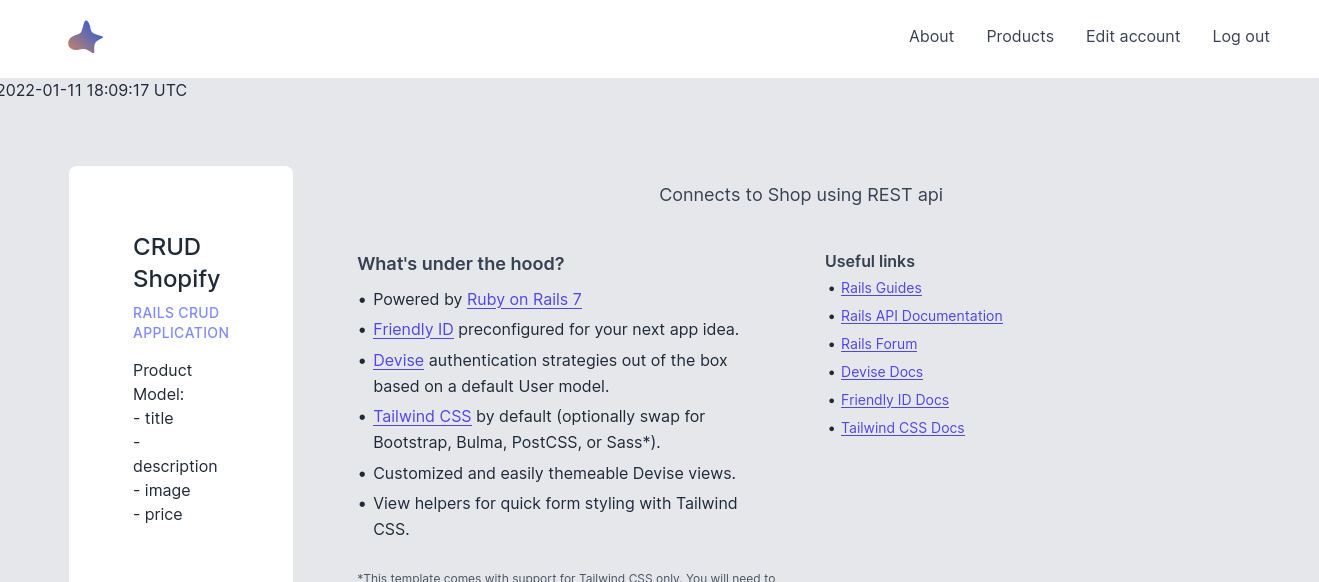 About Products Edit account Log out
2022-01-11 18:09:17 UTC
CRUD
Shopify
RAILS CRUD
APPLICATION
Product
Model:
- title
-
description
- image
- price
Connects to Shop using REST api
What's under the hood?
• Powered by Ruby on Rails 7
• Friendly ID preconfigured for your next app idea.
• Devise authentication strategies out of the box
based on a default User model.
• Tailwind CSS by default (optionally swap for
Bootstrap, Bulma, PostCSS, or Sass*).
• Customized and easily themeable Devise views.
• View helpers for quick form styling with Tailwind
CSS.
*This template comes with support for Tailwind CSS only. You will need to
Useful links
• Rails Guides
• Rails API Documentation
• Rails Forum
• Devise Docs
• Friendly ID Docs
• Tailwind CSS Docs